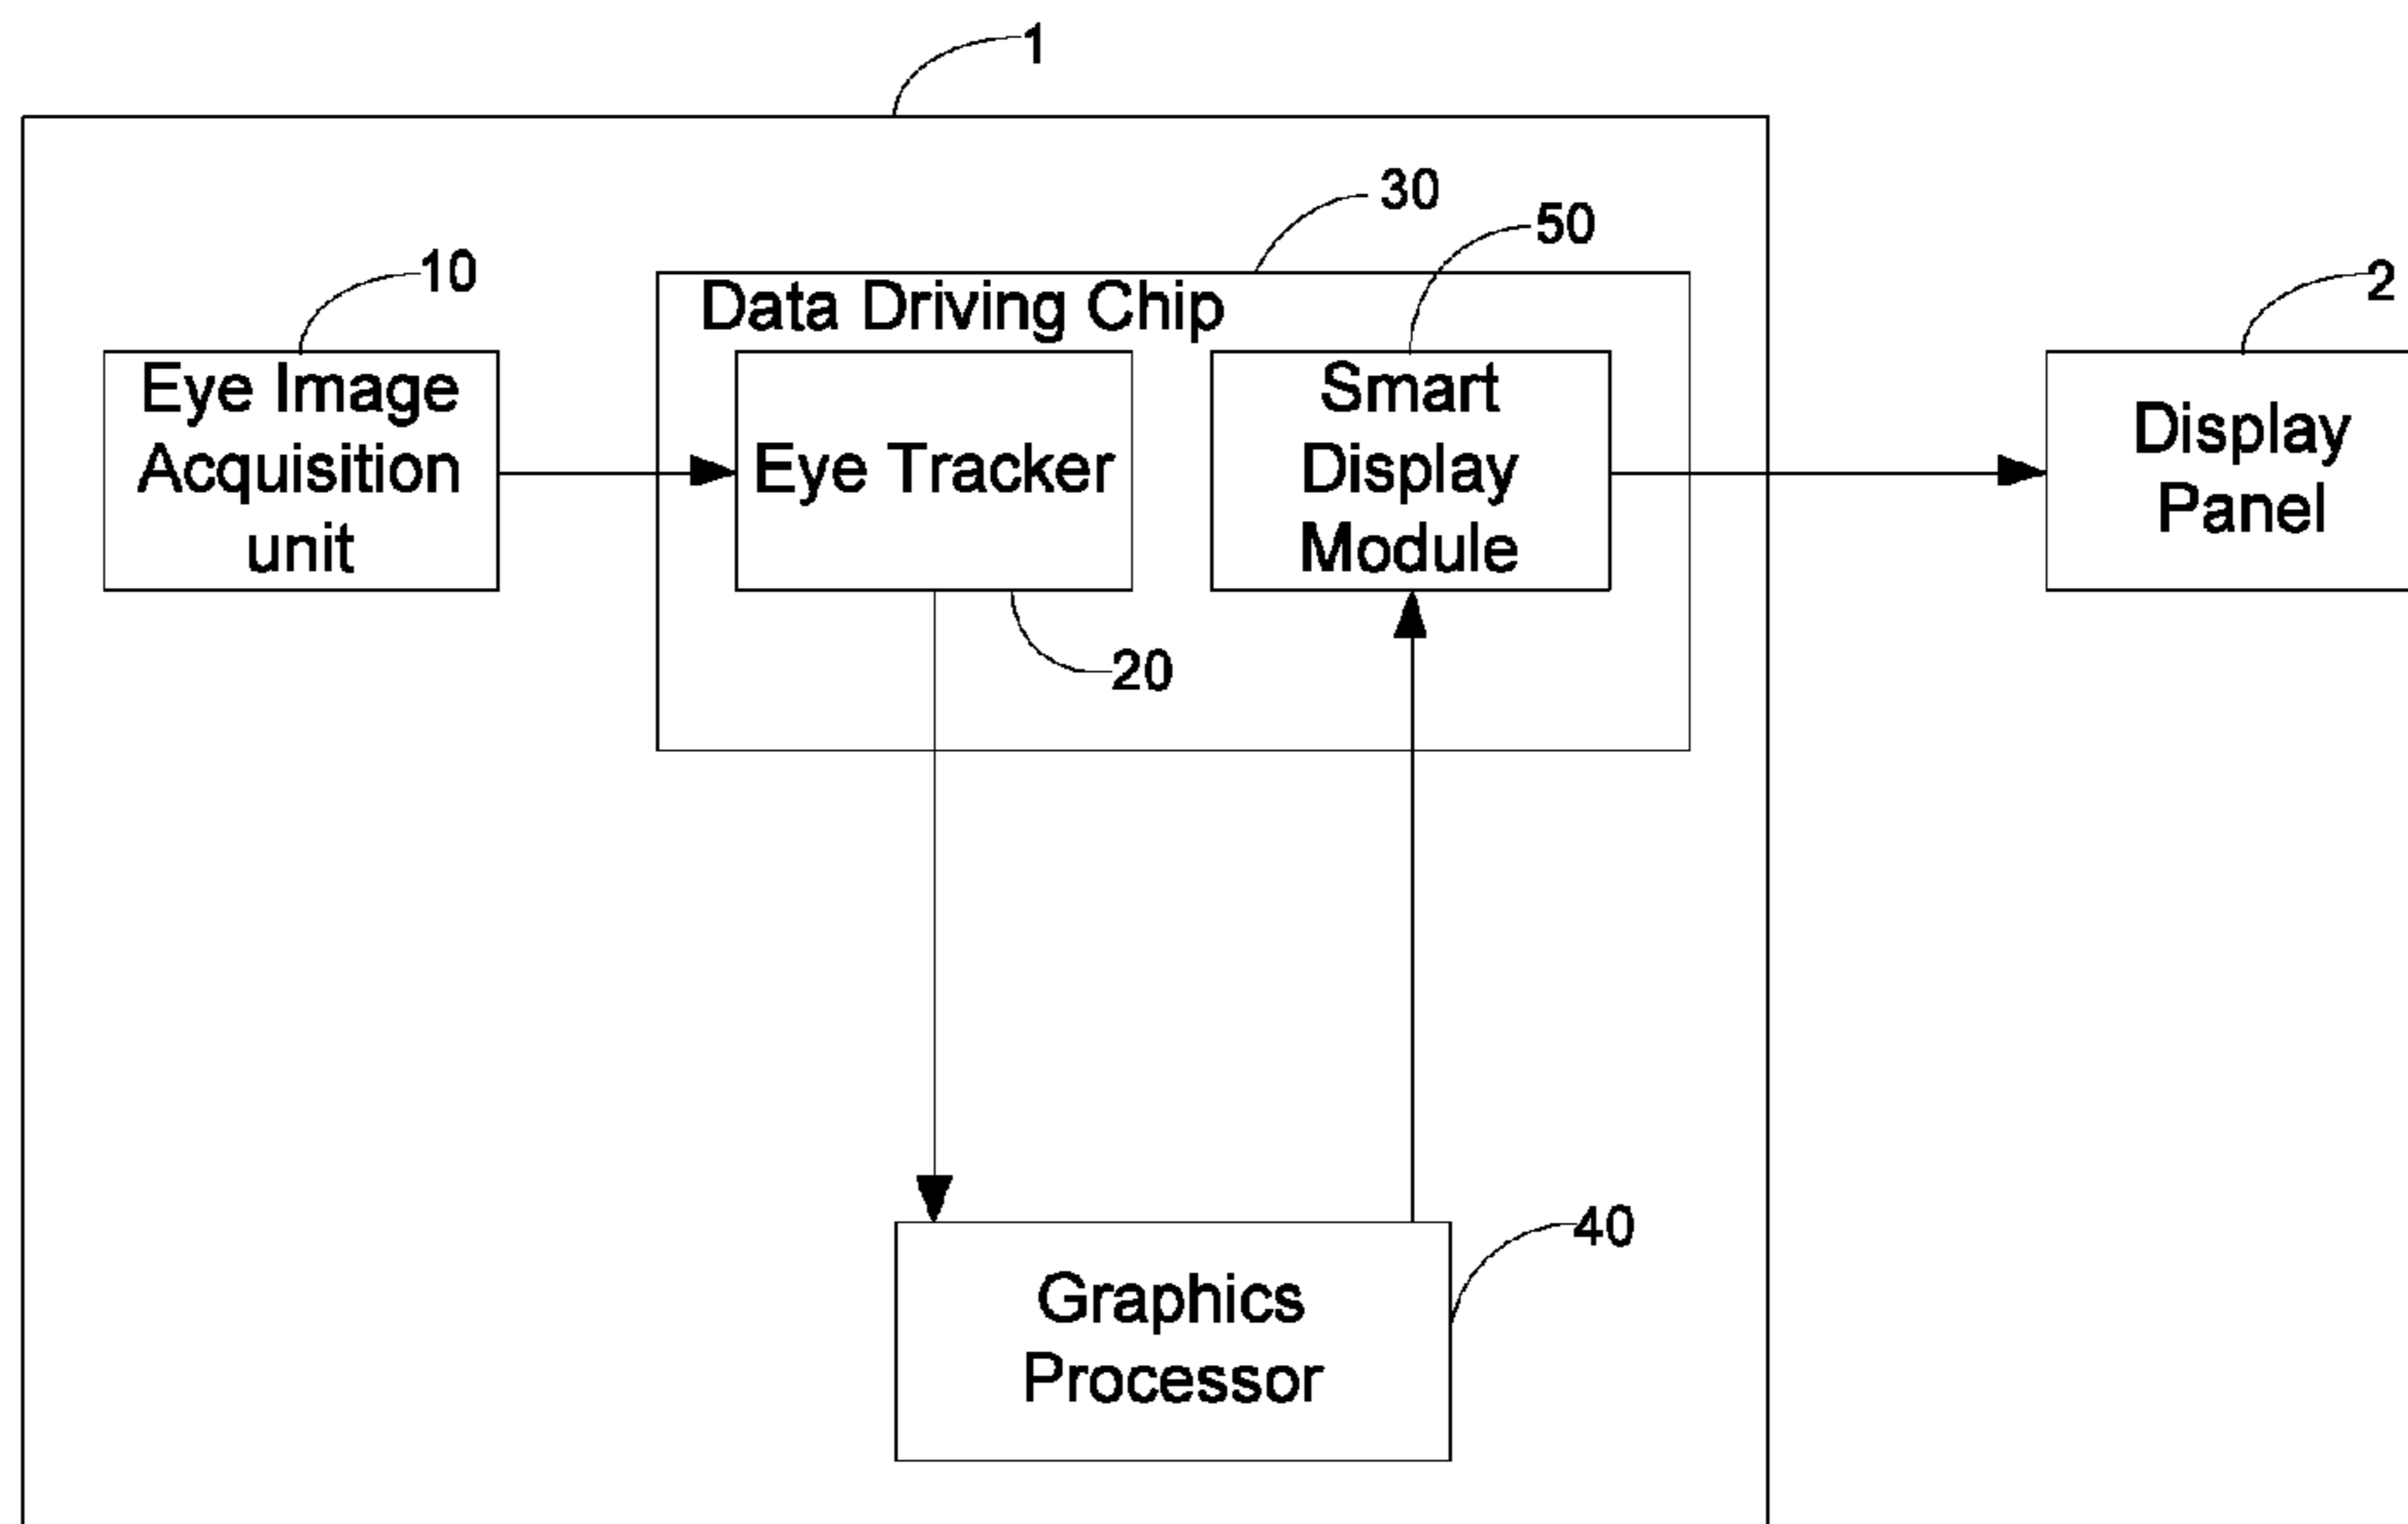 1
30
50
10
2
Data Driving Chip
Eye Image
Acquisition
unit
Eye Tracker
Smart
Display
Module
Display
Panel
20
40
Graphics
Processor